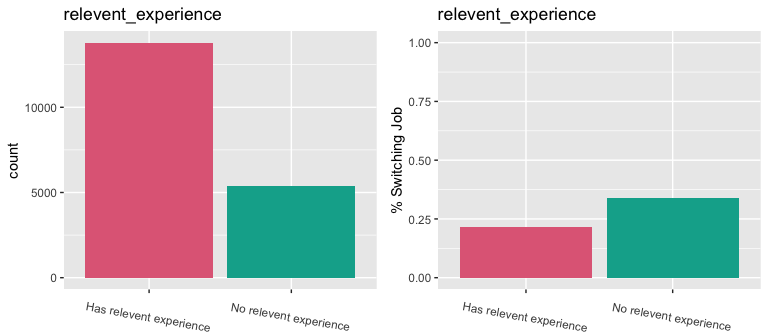 relevent_experience
count
10000
5000
0
Has relevent experience
No relevent experience
relevent_experience
% Switching Job
1.00
0.75
0.50
0.25
0.00
Has relevent experience
No relevent experience